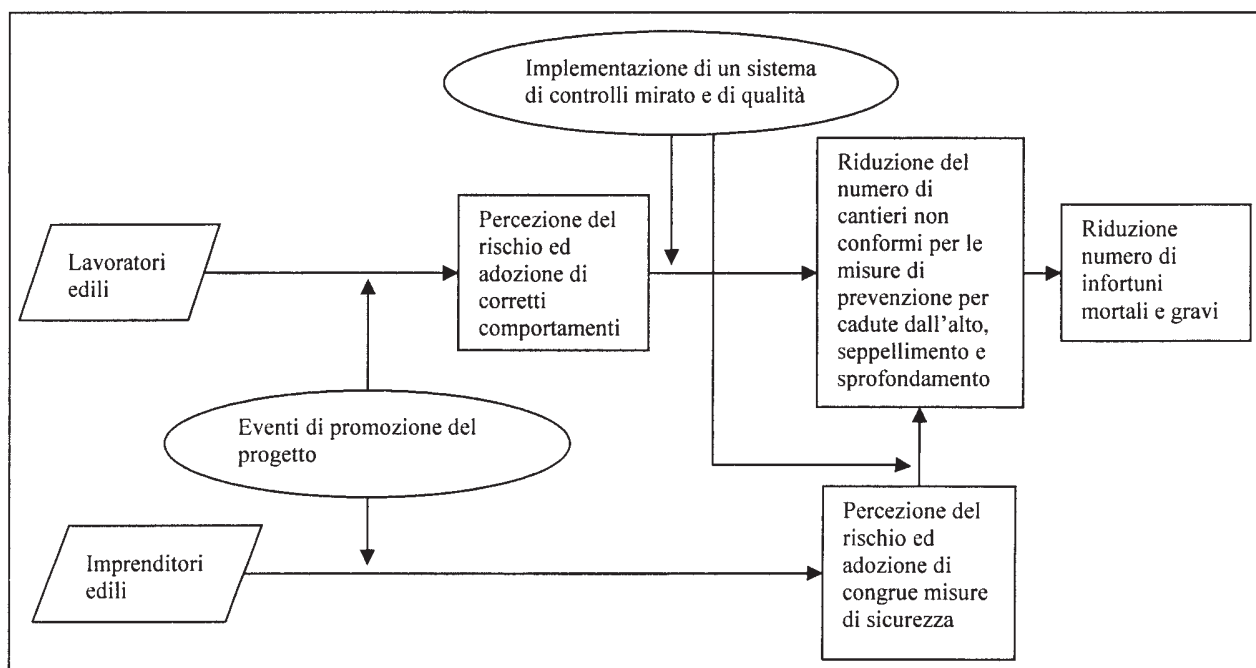 Implementazione di un sistema
di controlli mirato e di qualità
Lavoratori
edili
Percezione del
rischio ed
adozione di
corretti
comportamenti
Riduzione del
numero di
cantieri non
conformi per le
misure di
prevenzione per
cadute dall'alto,
seppellimento e
sprofondamento
Riduzione
numero di
infortuni
mortali e gravi
Eventi di promozione del
progetto
Imprenditori
edili
Percezione del
rischio ed
adozione di
congrue misure
di sicurezza